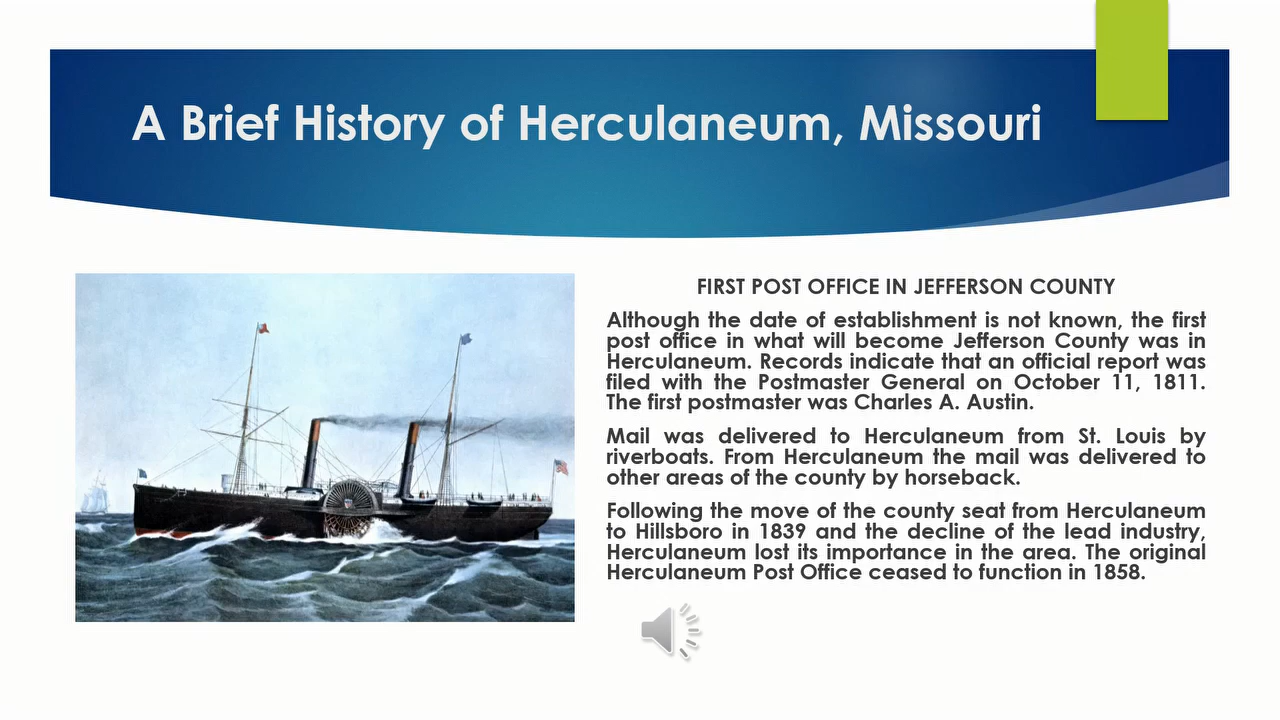 A Brief History of Herculaneum, Missouri
FIRST POST OFFICE IN JEFFERSON COUNTY
Although the date of establishment is not known, the first
post office in what will become Jefferson County was in
Herculaneum. Records indicate that an official report was
filed with the Postmaster General on October 11, 1811.
The first postmaster was Charles A. Austin.
Mail was delivered to Herculaneum from St. Louis by
riverboats. From Herculaneum the mail was delivered to
other areas of the county by horseback.
Following the move of the county seat from Herculaneum
to Hillsboro in 1839 and the decline of the lead industry,
Herculaneum lost its importance in the area. The original
Herculaneum Post Office ceased to function in 1858.